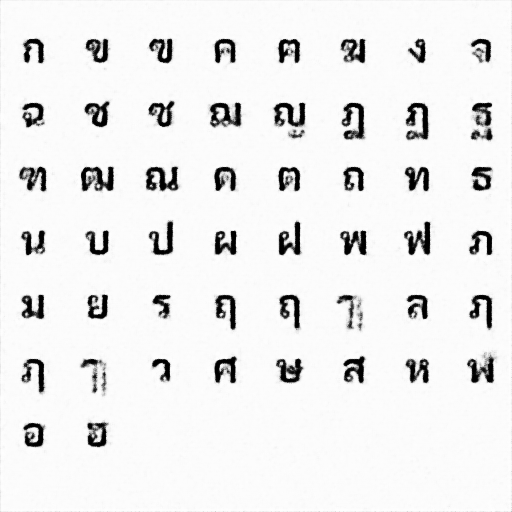 ก ข ฃ ค ฅ ฆ ง จ
ฉ ช ซ ฌ ญ ฎ ฏ ฐ
ฑ ฒ ณ ด ต ถ ท ธ
น บ ป ผ ฝ พ ฟ ภ
ม ย ร ฤ ฤ ล ฦ
ฦ ว ศ ษ ส ห ฬ
อ ฮ